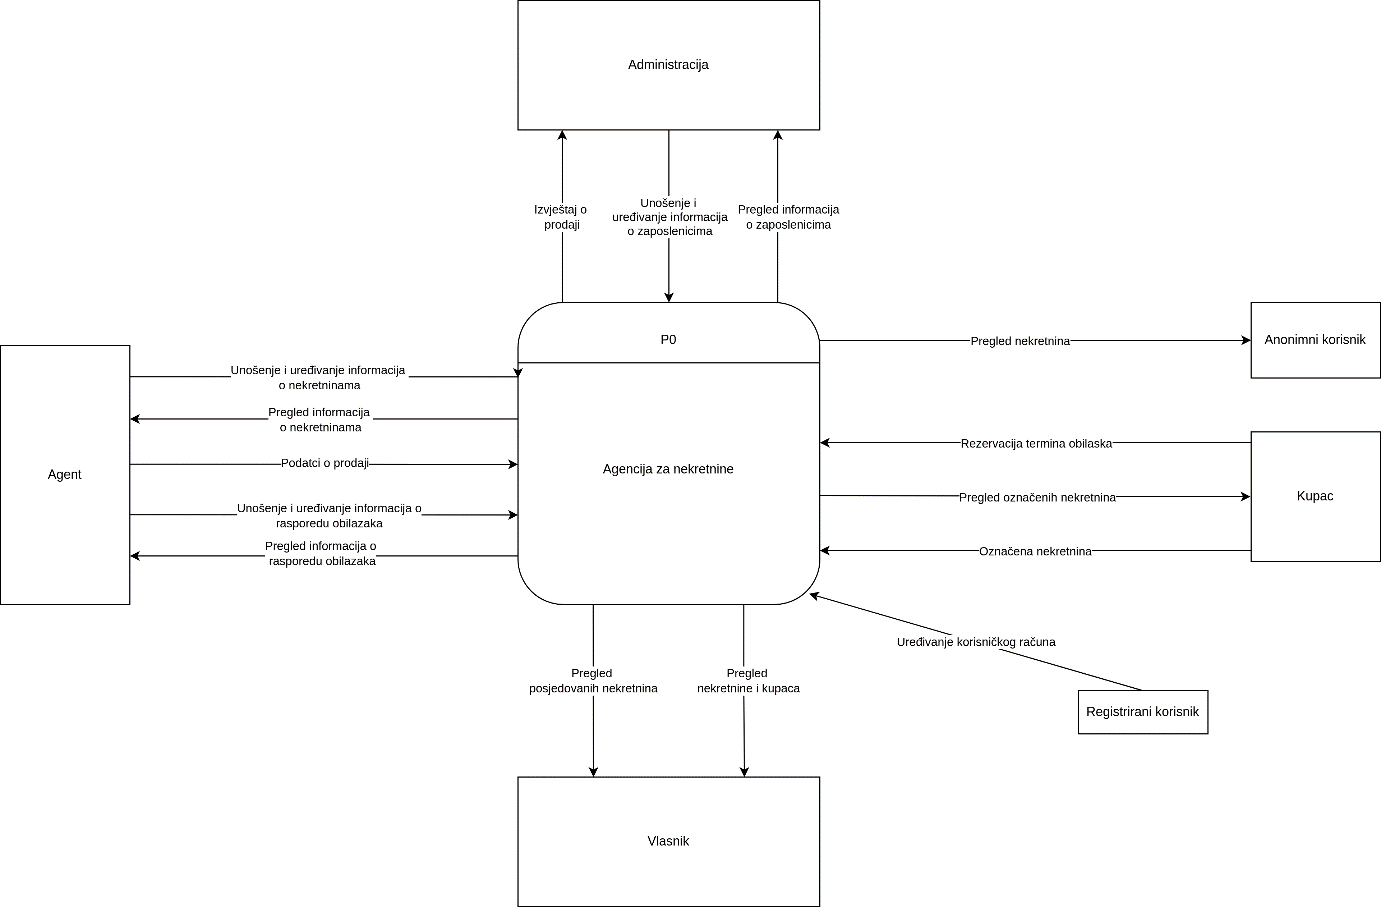 Administracija
Izvještaj o
prodaji
Unošenje i
uređivanje informacija
o zaposlenicima
Pregled informacija
o zaposlenicima
P0
Agencija za nekretnine
Agent
Unošenje i uređivanje informacija
o nekretninama
Pregled informacija
o nekretninama
Podatci o prodaji
Unošenje i uređivanje informacija o
rasporedu obilazaka
Pregled informacija o
rasporedu obilazaka
Pregled nekretnina
Anonimni korisnik
Rezervacija termina obilaska
Pregled označenih nekretnina
Označena nekretnina
Kupac
Uređivanje korisničkog računa
Registrirani korisnik
Pregled
posjedovanih nekretnina
Pregled
nekretnine i kupaca
Vlasnik